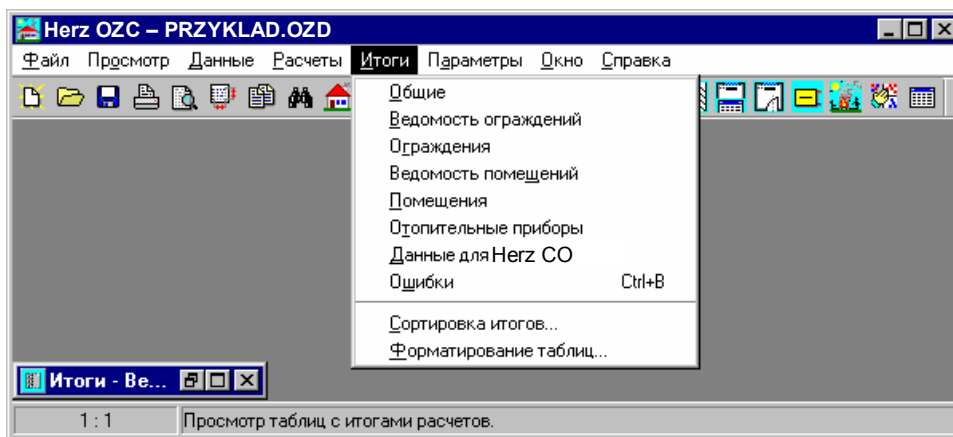 Herz OZC – PRZYKLAD.OZD
Файл Просмотр Данные Расчеты Итоги Параметры Окно Справка
Общие
Ведомость ограждений
Ограждения
Ведомость помещений
Помещения
Отопительные приборы
Данные для Herz CO
Ошибки Ctrl+B
Сортировка итогов...
Форматирование таблиц...
Итоги - Ве...
1 : 1 Просмотр таблиц с итогами расчетов.